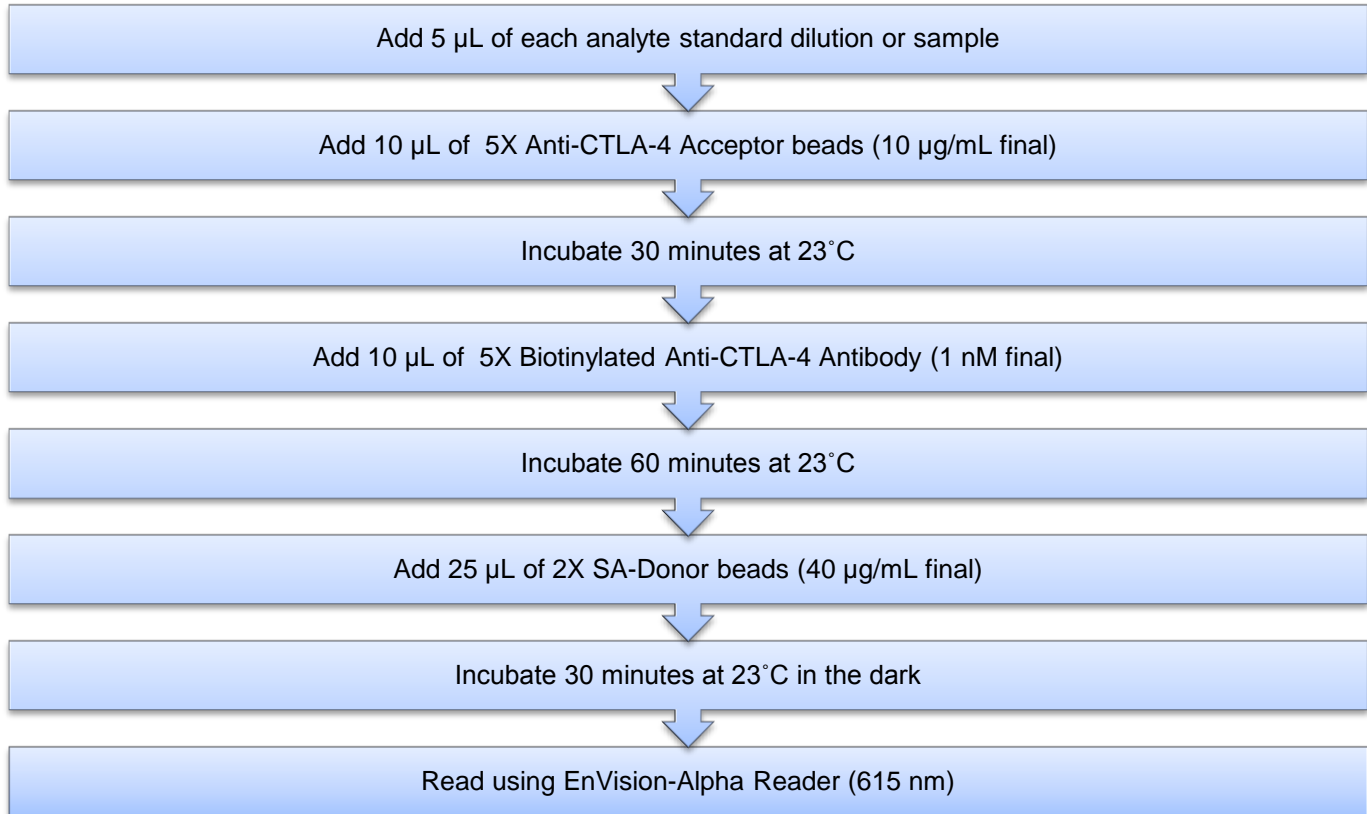 Add 5 µL of each analyte standard dilution or sample
Add 10 µL of  5X Anti-CTLA-4 Acceptor beads (10 µg/mL final)
Incubate 30 minutes at 23˚C
Add 10 µL of  5X Biotinylated Anti-CTLA-4 Antibody (1 nM final)
Incubate 60 minutes at 23˚C
Add 25 µL of 2X SA-Donor beads (40 µg/mL final)
Incubate 30 minutes at 23˚C in the dark
Read using EnVision-Alpha Reader (615 nm)